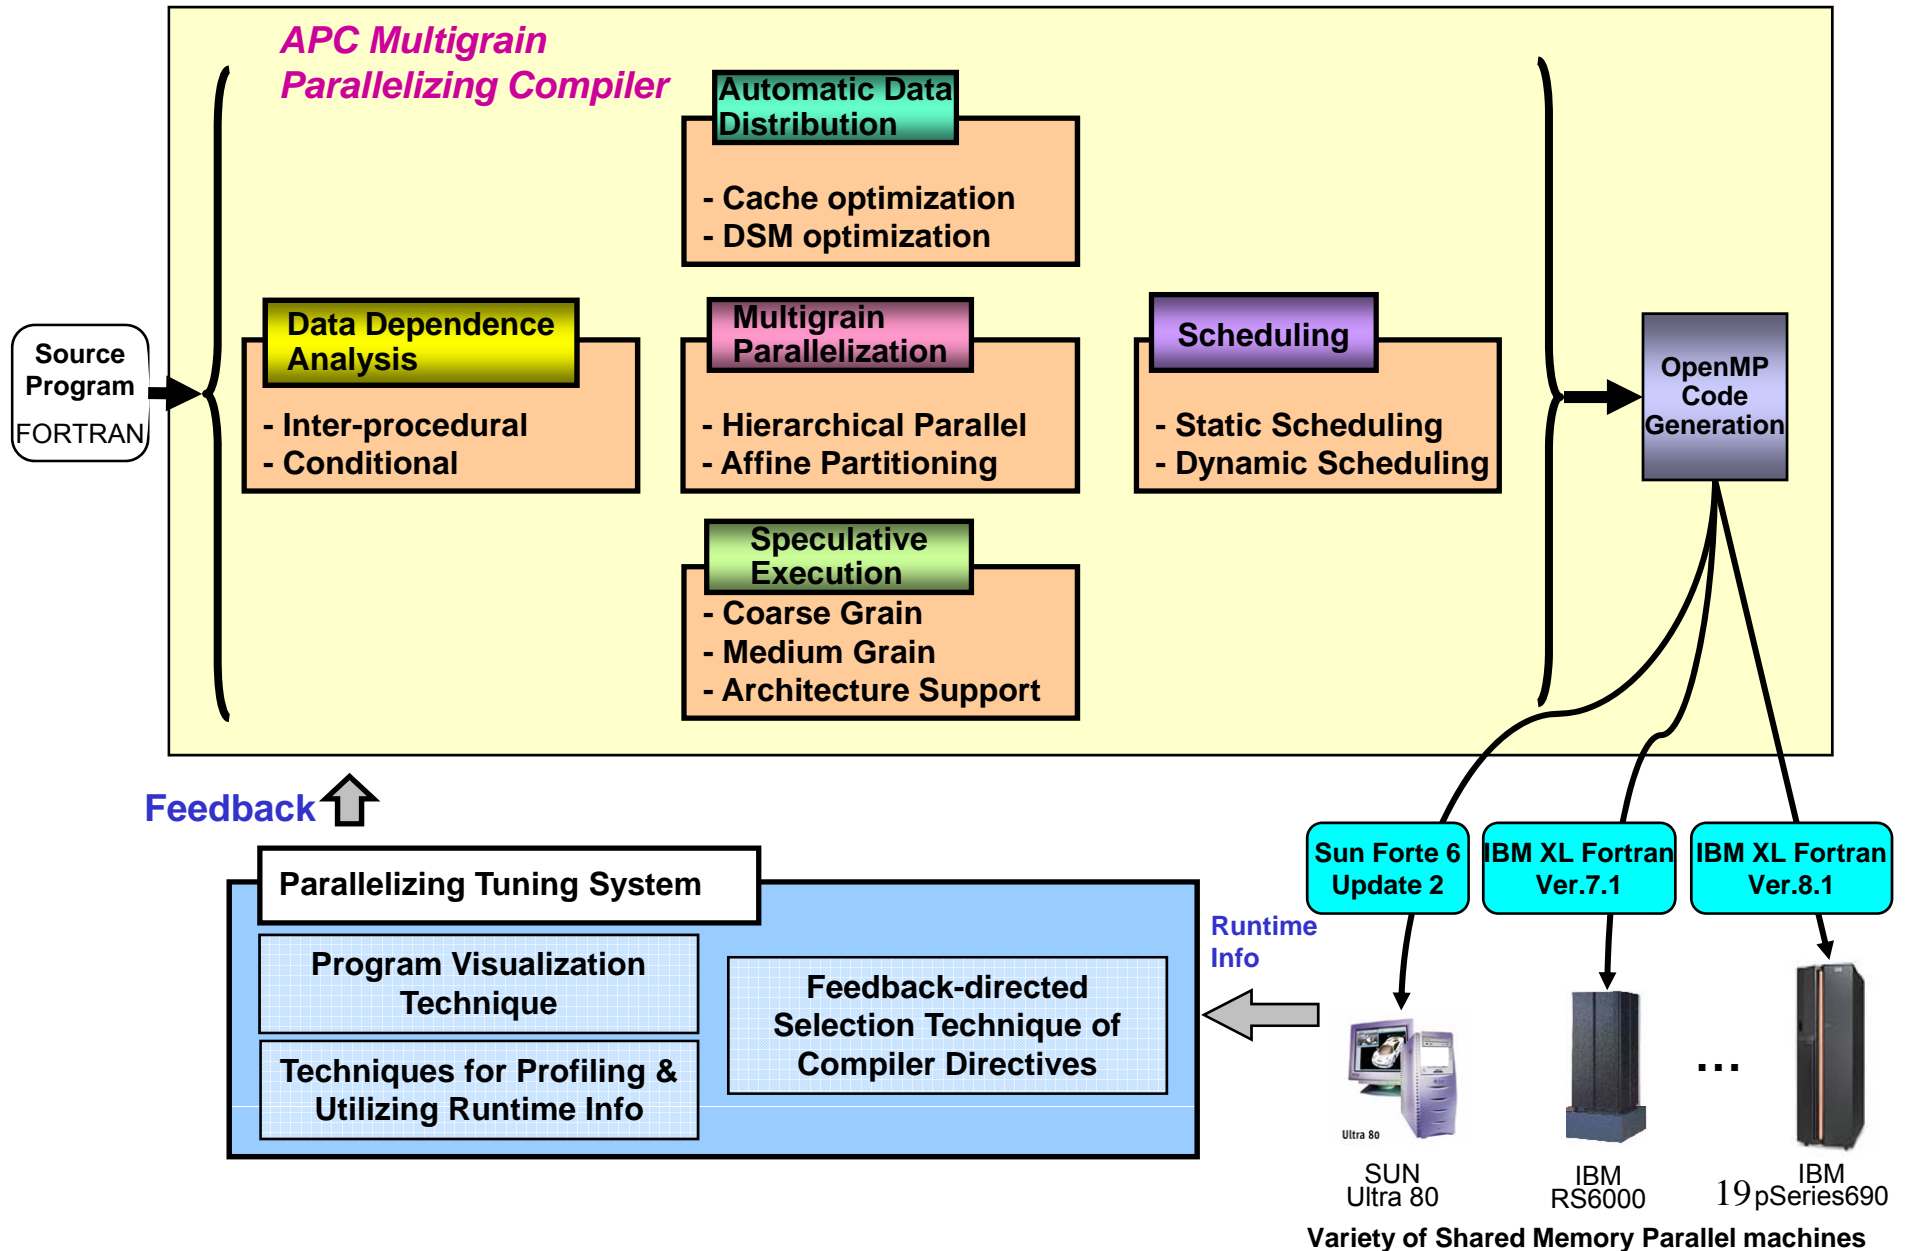 APC Multigrain
Parallelizing Compiler
Automatic Data
Distribution
- Cache optimization
- DSM optimization
Source
Program
FORTRAN
Data Dependence
Analysis
- Inter-procedural
- Conditional
Multigrain
Parallelization
- Hierarchical Parallel
- Affine Partitioning
Scheduling
- Static Scheduling
- Dynamic Scheduling
OpenMP
Code
Generation
Speculative
Execution
- Coarse Grain
- Medium Grain
- Architecture Support
Feedback
Parallelizing Tuning System
Program Visualization
Technique
Techniques for Profiling &
Utilizing Runtime Info
Feedback-directed
Selection Technique of
Compiler Directives
Runtime
Info
Sun Forte 6
Update 2
IBM XL Fortran
Ver.7.1
IBM XL Fortran
Ver.8.1
...
Ultra 80
SUN
Ultra 80
IBM
RS6000
IBM
pSeries690
19
Variety of Shared Memory Parallel machines